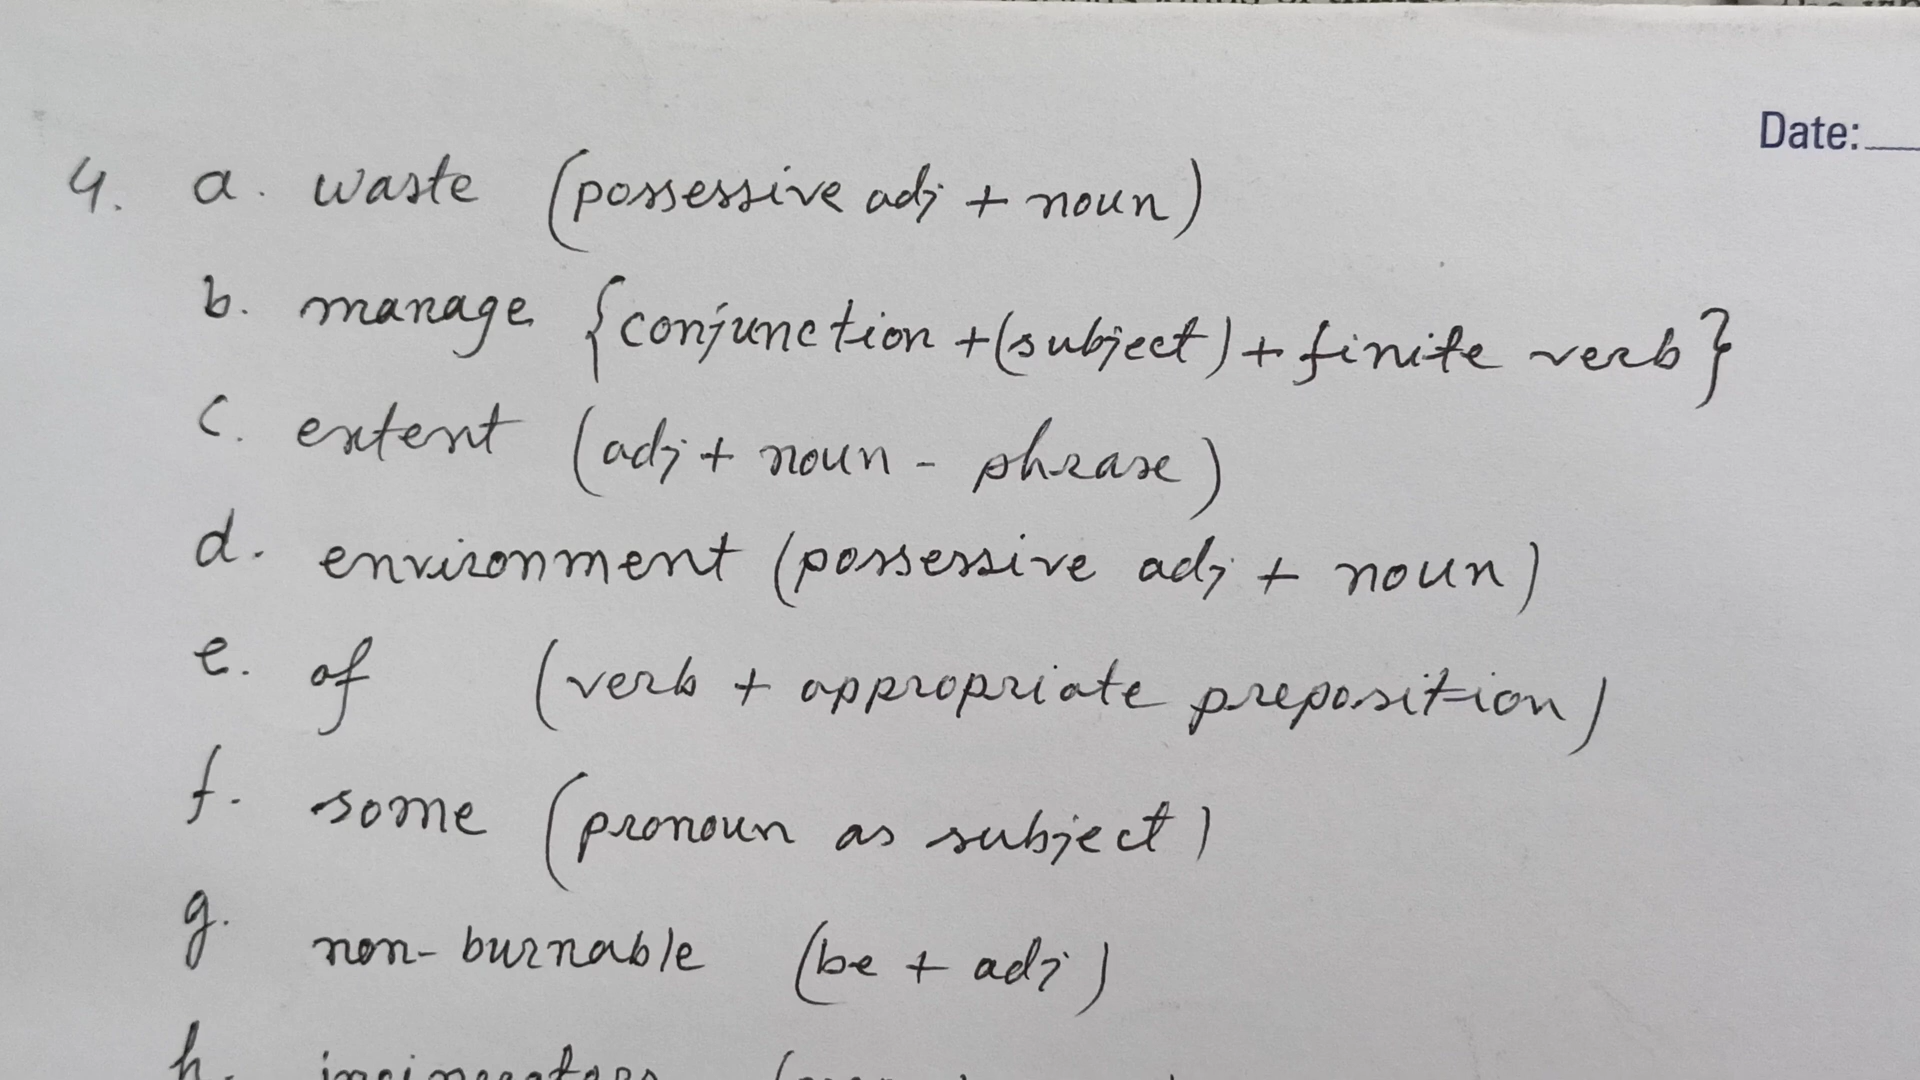 Date:
4. a. waste (possessive adj + noun)
b. manage {conjunction +(subject) + finite verb}
c. extent (adj + noun - phrase)
d. environment (possessive adj + noun)
e. of (verb + appropriate preposition)
f. some (pronoun as subject)
g. non-burnable (be + adj)
h. incinerators